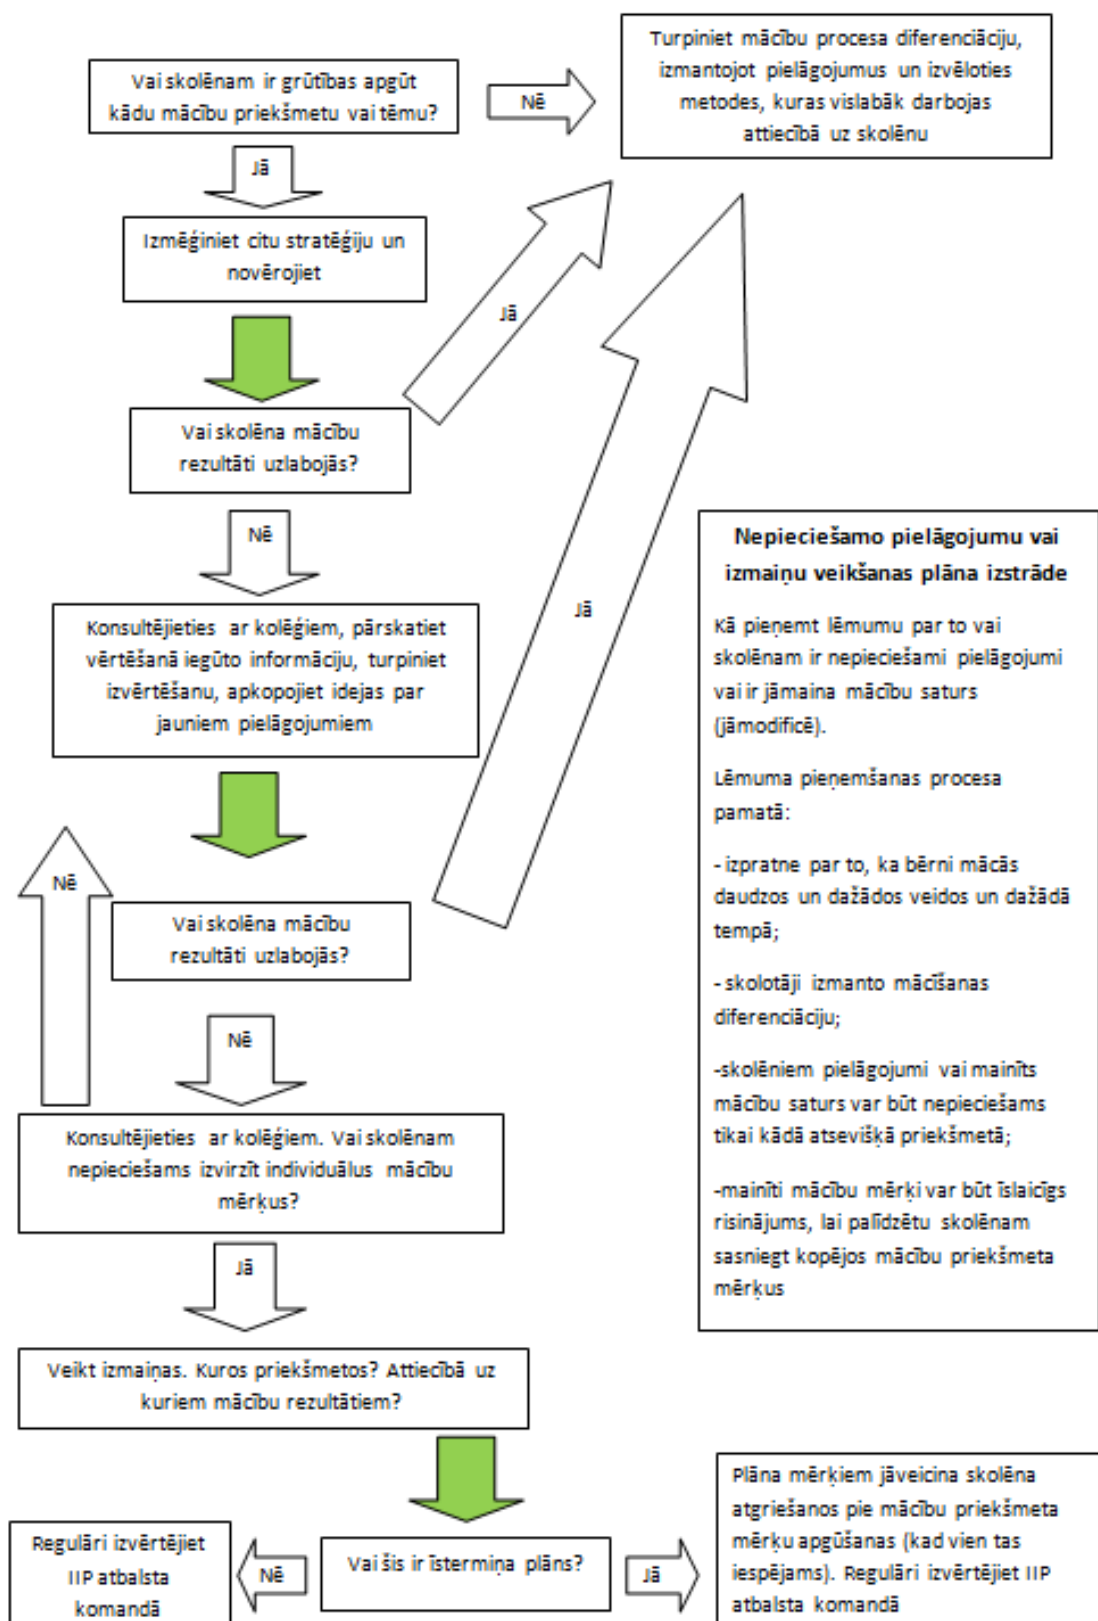 Vai skolēnam ir grūtības apgūt
kādu mācību priekšmetu vai tēmu?
Nē
Turpiniet mācību procesa diferenciāciju,
izmantojot pielāgojumus un izvēloties
metodes, kuras vislabāk darbojas
attiecībā uz skolēnu
Jā
Izmēģiniet citu stratēģiju un
novērojiet
Jā
Vai skolēna mācību
rezultāti uzlabojās?
Nē
Konsultējieties ar kolēģiem, pārskatiet
vērtēšanā iegūto informāciju, turpiniet
izvērtēšanu, apkopojiet idejas par
jauniem pielāgojumiem
Jā
Nē
Vai skolēna mācību
rezultāti uzlabojās?
Nē
Konsultējieties ar kolēģiem. Vai skolēnam
nepieciešams izvirzīt individuālus mācību
mērķus?
Jā
Veikt izmaiņas. Kuros priekšmetos? Attiecībā uz
kuriem mācību rezultātiem?
Nepieciešamo pielāgojumu vai
izmaiņu veikšanas plāna izstrāde
Kā pieņemt lēmumu par to vai
skolēnam ir nepieciešami pielāgojumi
vai ir jāmaina mācību saturs
(jāmodificē).
Lēmuma pieņemšanas procesa
pamatā:
- izpratne par to, ka bērni mācās
daudzos un dažādos veidos un dažādā
tempā;
- skolotāji izmanto mācīšanas
diferenciāciju;
-skolēniem pielāgojumi vai mainīts
mācību saturs var būt nepieciešams
tikai kādā atsevišķā priekšmetā;
-mainīti mācību mērķi var būt īslaicīgs
risinājums, lai palīdzētu skolēnam
sasniegt kopējos mācību priekšmeta
mērķus
Regulāri izvērtējiet
IIP atbalsta
komandā
Nē
Vai šis ir īstermiņa plāns?
Jā
Plāna mērķiem jāveicina skolēna
atgriešanos pie mācību priekšmeta
mērķu apgūšanas (kad vien tas
iespējams). Regulāri izvērtējiet IIP
atbalsta komandā